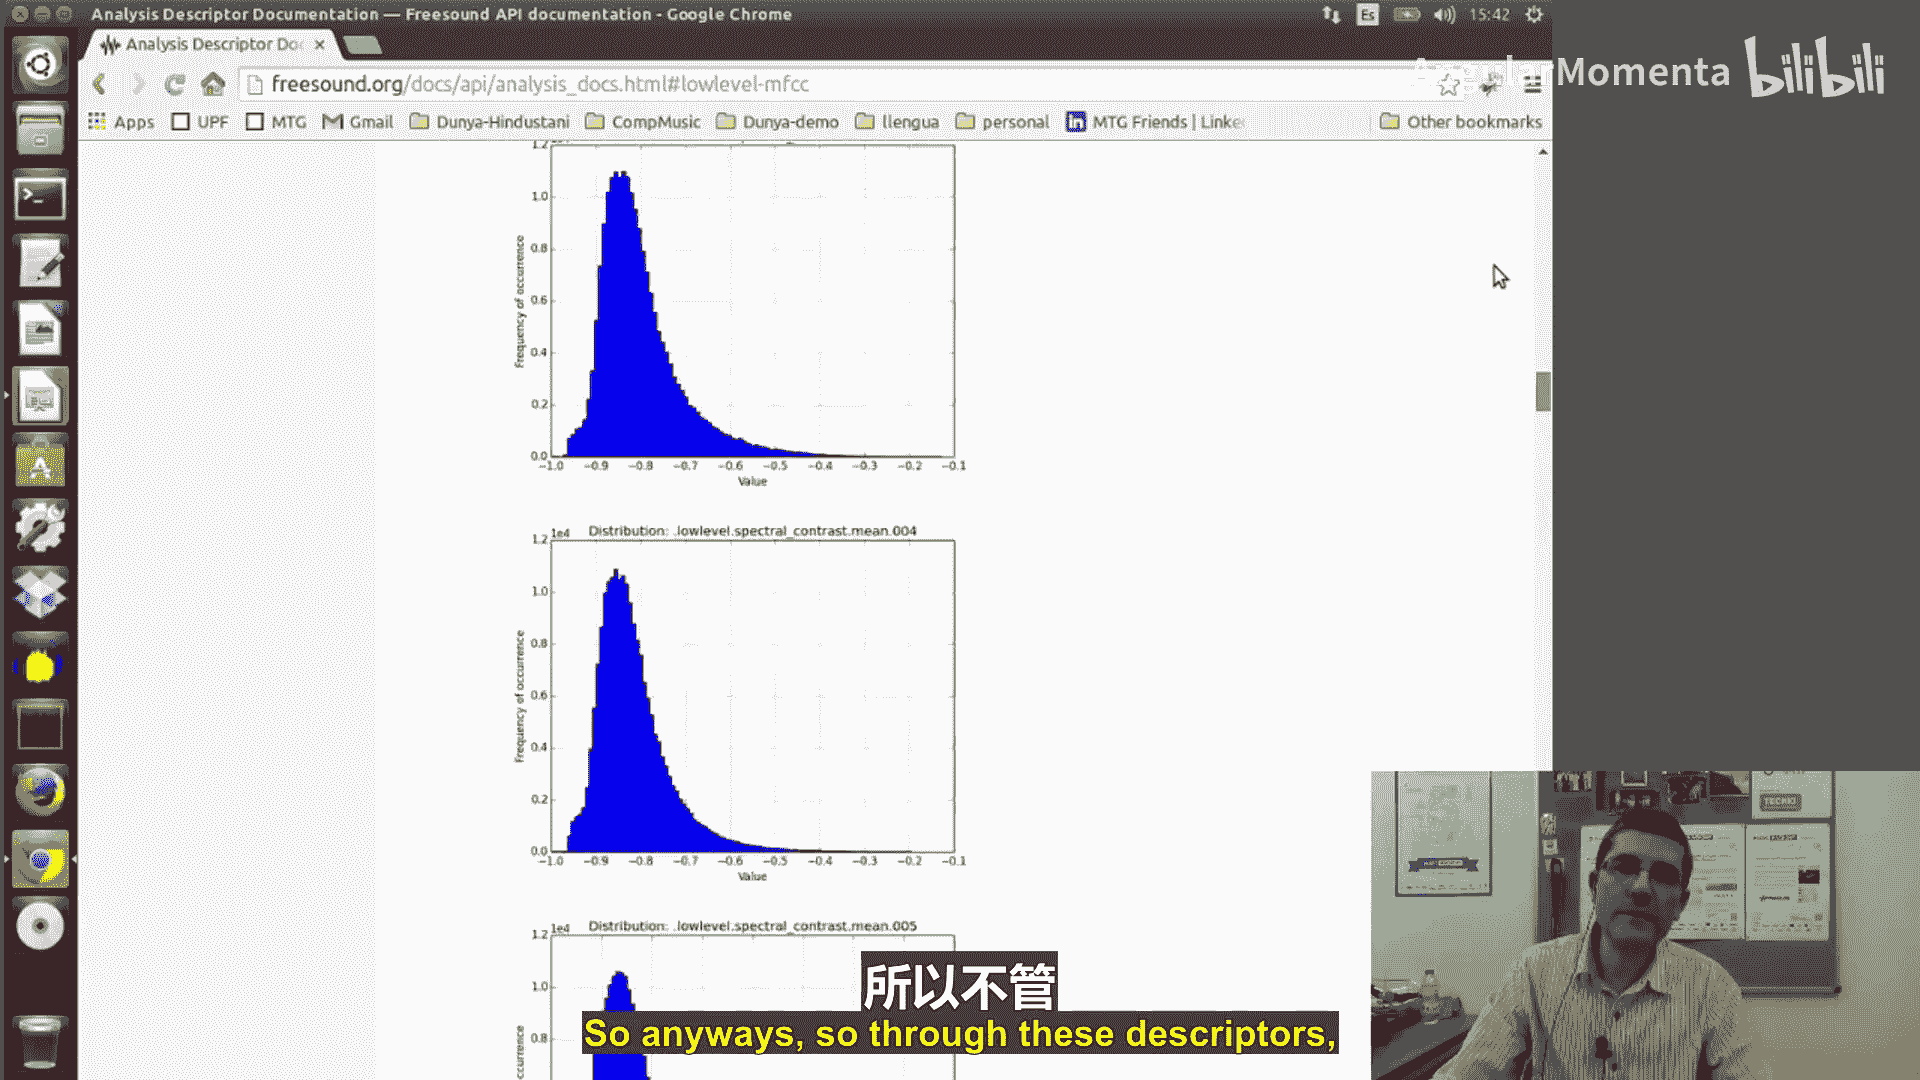 Analysis Descriptor Documentation — Freesound API documentation - Google Chrome
Es
15:42
Analysis Descriptor Doc
freesound.org/docs/api/analysis_docs.html#lowlevel-mfcc
AngularMomenta bilibili
Apps UPF MTG Gmail Dunya-Hindustani CompMusic Dunya-demo llengua personal MTG Friends | Linke Other bookmarks
1.2
1.0
0.8
0.6
0.4
0.2
0.0
Frequency of occurrence
−1.0 −0.9 −0.8 −0.7 −0.6 −0.5 −0.4 −0.3 −0.2 −0.1
Value
1e4 Distribution: .lowlevel.spectral_contrast.mean.004
1.2
1.0
0.8
0.6
0.4
0.2
0.0
Frequency of occurrence
−1.0 −0.9 −0.8 −0.7 −0.6 −0.5 −0.4 −0.3 −0.2 −0.1
Value
1e4 Distribution: .lowlevel.spectral_contrast.mean.005
1.2
1.0
0.8
TECHO
所以不管
So anyways, so through these descriptors,